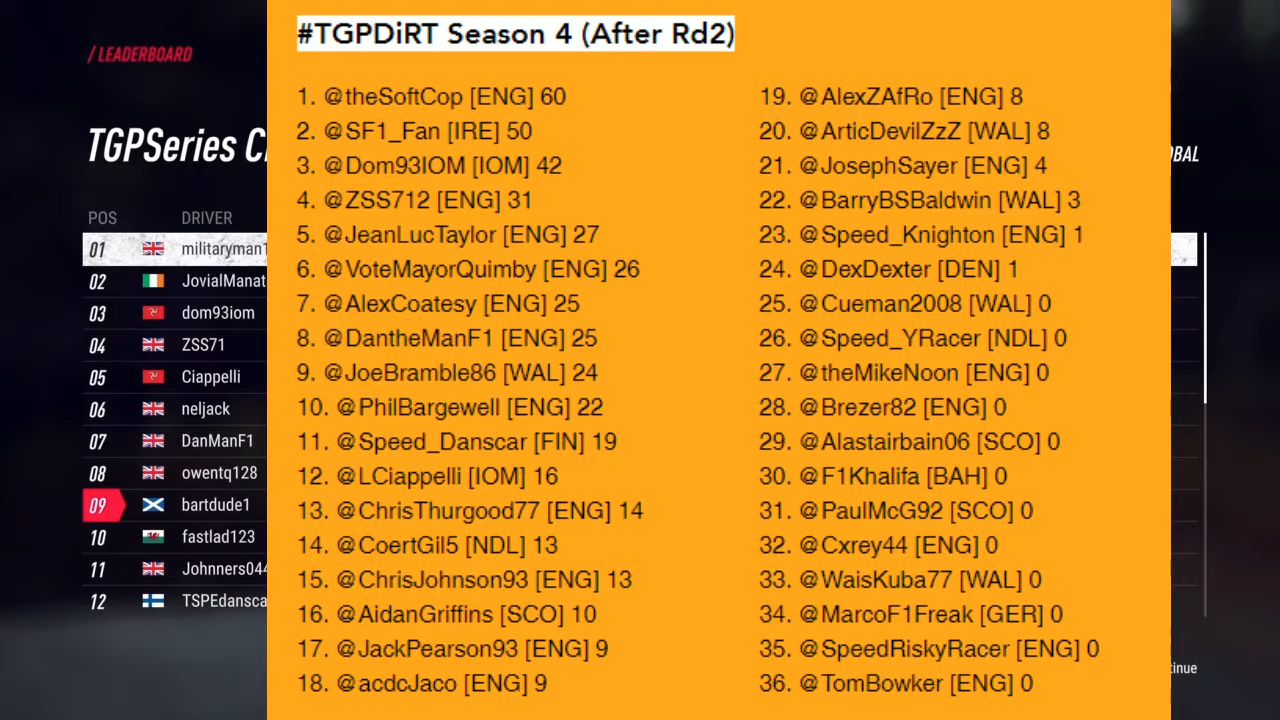 / LEADERBOARD
TGPSeries
POS DRIVER
01 militaryman
02 JovialManat
03 dom93iom
04 ZSS71
05 Ciappelli
06 neljack
07 DanManF1
08 owentq128
09 bartdude1
10 fastlad123
11 Johnners044
12 TSPEdansca
#TGPDiRT Season 4 (After Rd2)
1. @theSoftCop [ENG] 60
2. @SF1_Fan [IRE] 50
3. @Dom93IOM [IOM] 42
4. @ZSS712 [ENG] 31
5. @JeanLucTaylor [ENG] 27
6. @VoteMayorQuimby [ENG] 26
7. @AlexCoatesy [ENG] 25
8. @DantheManF1 [ENG] 25
9. @JoeBramble86 [WAL] 24
10. @PhilBargewell [ENG] 22
11. @Speed_Danscar [FIN] 19
12. @LCiappelli [IOM] 16
13. @ChrisThurgood77 [ENG] 14
14. @CoertGil5 [NDL] 13
15. @ChrisJohnson93 [ENG] 13
16. @AidanGriffins [SCO] 10
17. @JackPearson93 [ENG] 9
18. @acdcJaco [ENG] 9
19. @AlexZAfRo [ENG] 8
20. @ArticDevilZzZ [WAL] 8
21. @JosephSayer [ENG] 4
22. @BarryBSBaldwin [WAL] 3
23. @Speed_Knighton [ENG] 1
24. @DexDexter [DEN] 1
25. @Cueman2008 [WAL] 0
26. @Speed_YRacer [NDL] 0
27. @theMikeNoon [ENG] 0
28. @Brezer82 [ENG] 0
29. @Alastairbain06 [SCO] 0
30. @F1Khalifa [BAH] 0
31. @PaulMcG92 [SCO] 0
32. @Cxrey44 [ENG] 0
33. @WaisKuba77 [WAL] 0
34. @MarcoF1Freak [GER] 0
35. @SpeedRiskyRacer [ENG] 0
36. @TomBowker [ENG] 0
OBAL
tinue